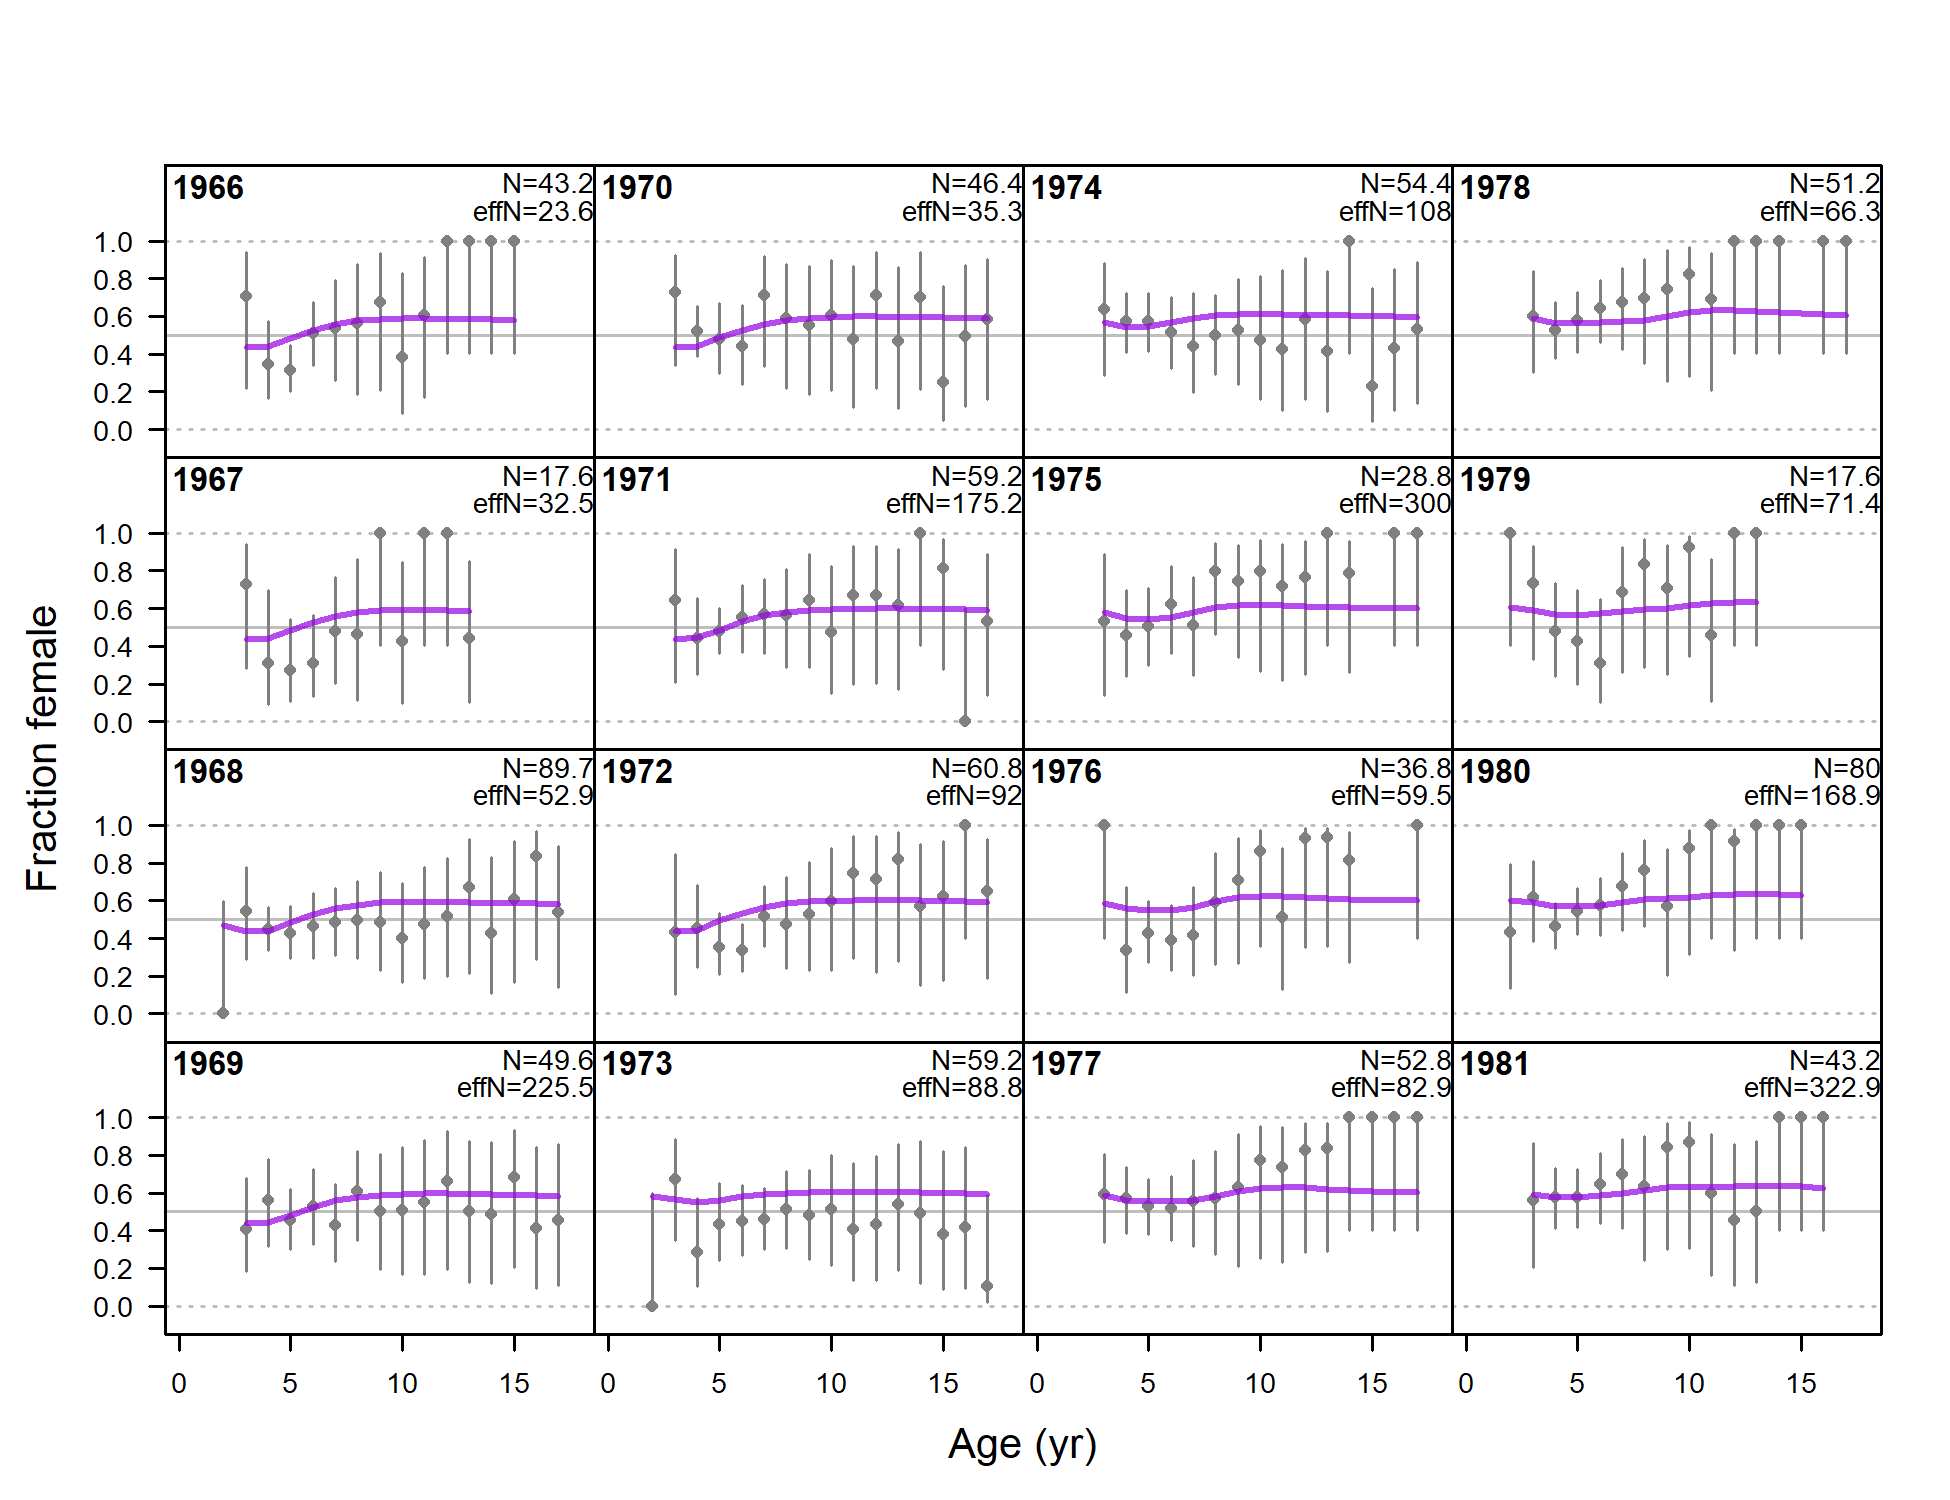 1966
N=43.2
effN=23.6
1970
N=46.4
effN=35.3
1974
N=54.4
effN=108
1978
N=51.2
effN=66.3
1.0
0.8
0.6
0.4
0.2
0.0
1967
N=17.6
effN=32.5
1971
N=59.2
effN=175.2
1975
N=28.8
effN=300
1979
N=17.6
effN=71.4
1.0
0.8
0.6
0.4
0.2
0.0
1968
N=89.7
effN=52.9
1972
N=60.8
effN=92
1976
N=36.8
effN=59.5
1980
N=80
effN=168.9
1.0
0.8
0.6
0.4
0.2
0.0
1969
N=49.6
effN=225.5
1973
N=59.2
effN=88.8
1977
N=52.8
effN=82.9
1981
N=43.2
effN=322.9
1.0
0.8
0.6
0.4
0.2
0.0
0 5 10 15 0 5 10 15 0 5 10 15 0 5 10 15
Age (yr)
Fraction female